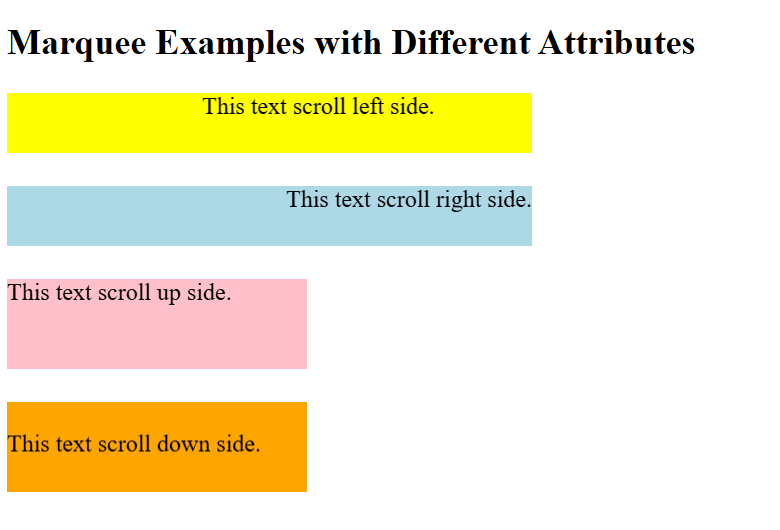 Marquee Examples with Different Attributes
This text scroll left side.
This text scroll right side.
This text scroll up side.
This text scroll down side.